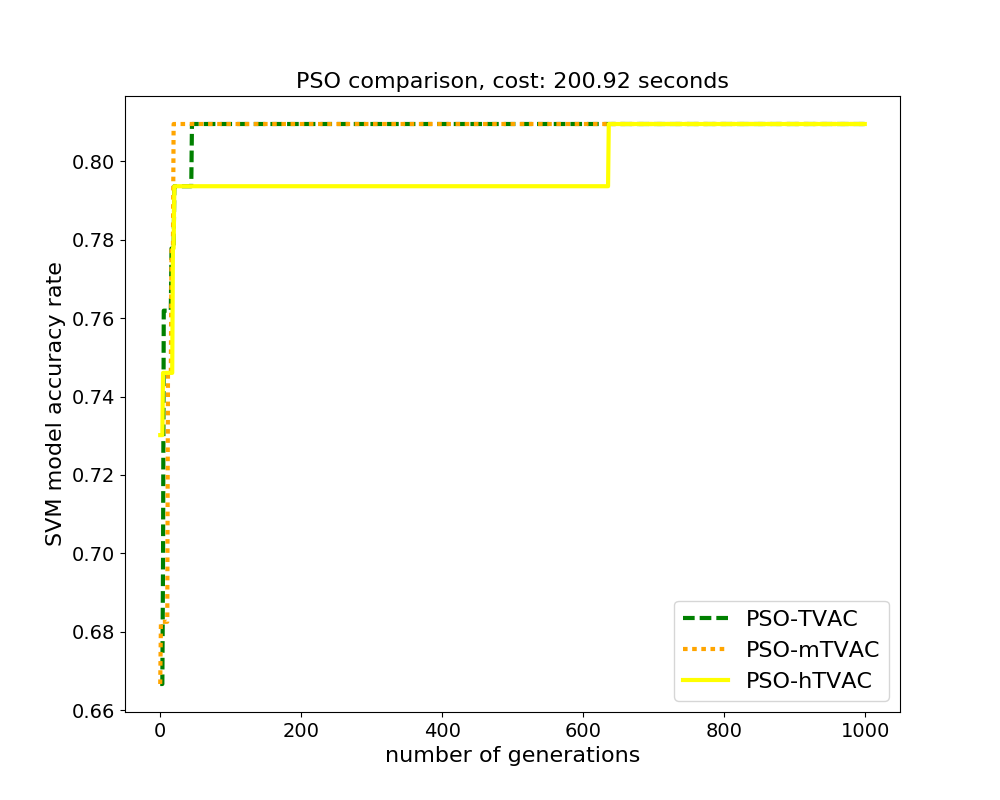 PSO comparison, cost: 200.92 seconds
SVM model accuracy rate
0.80
0.78
0.76
0.74
0.72
0.70
0.68
0.66
PSO-TVAC
PSO-mTVAC
PSO-hTVAC
0 200 400 600 800 1000
number of generations